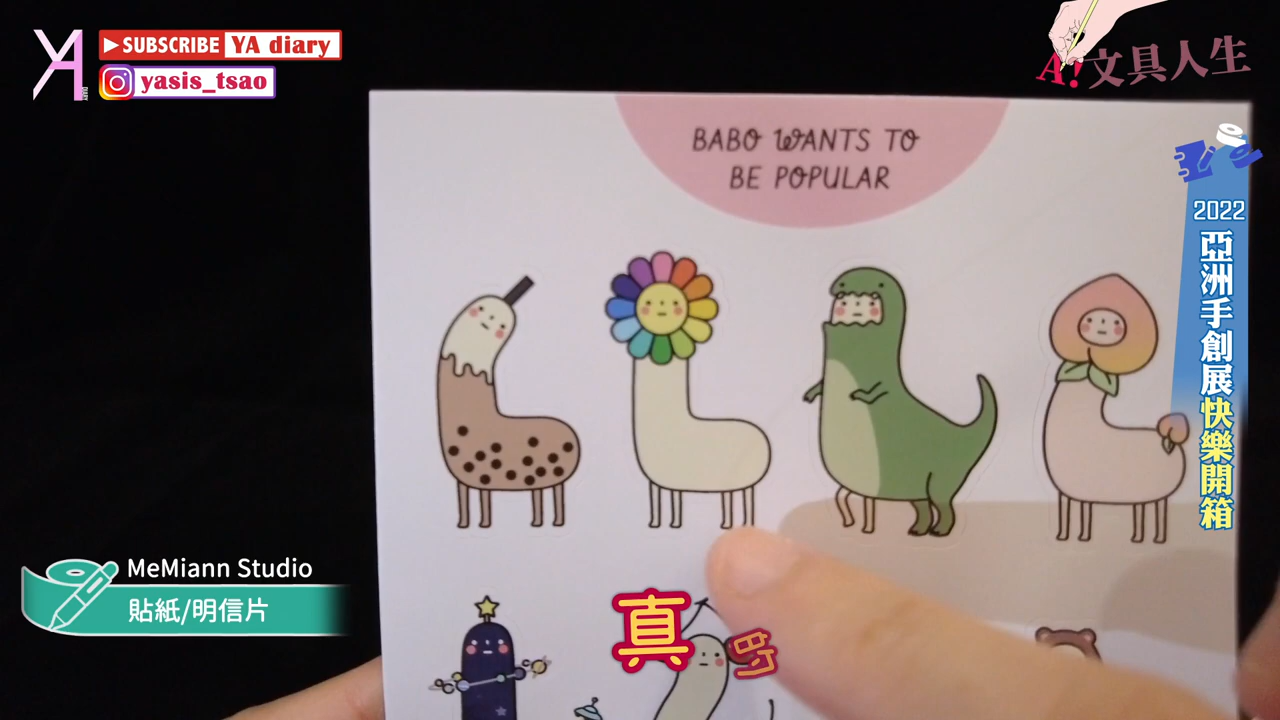 YA
DIARY
SUBSCRIBE YA diary
yasis_tsao
A!文具人生
BABO WANTS TO
BE POPULAR
2022
亞洲手創展快樂開箱
MeMiann Studio
貼紙/明信片
真